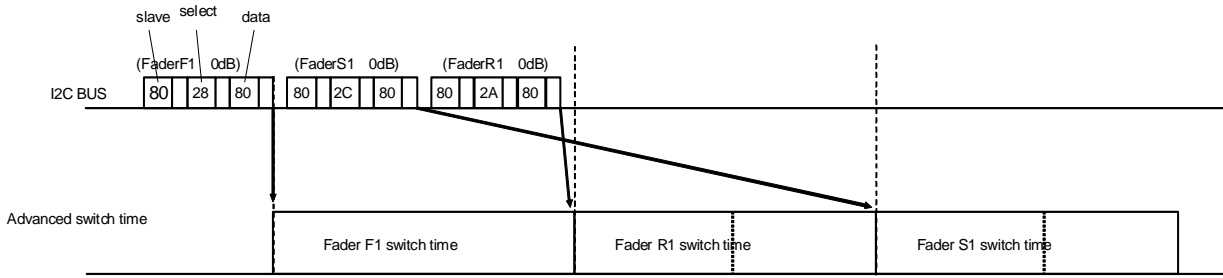 slave select data
(FaderF1 0dB) (FaderS1 0dB) (FaderR1 0dB)
I2C BUS 80 28 80 80 2C 80 80 2A 80
Advanced switch time
Fader F1 switch time Fader R1 switch time Fader S1 switch time